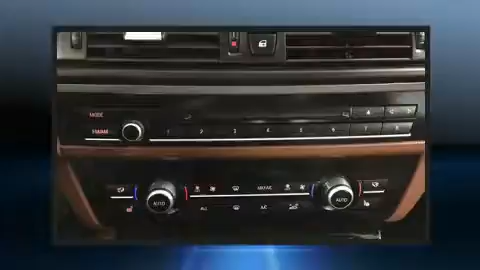 MODE
FM/AM
1 2 3 4 5 6 7 8
MAX A/C
AUTO AUTO
ALL A/C